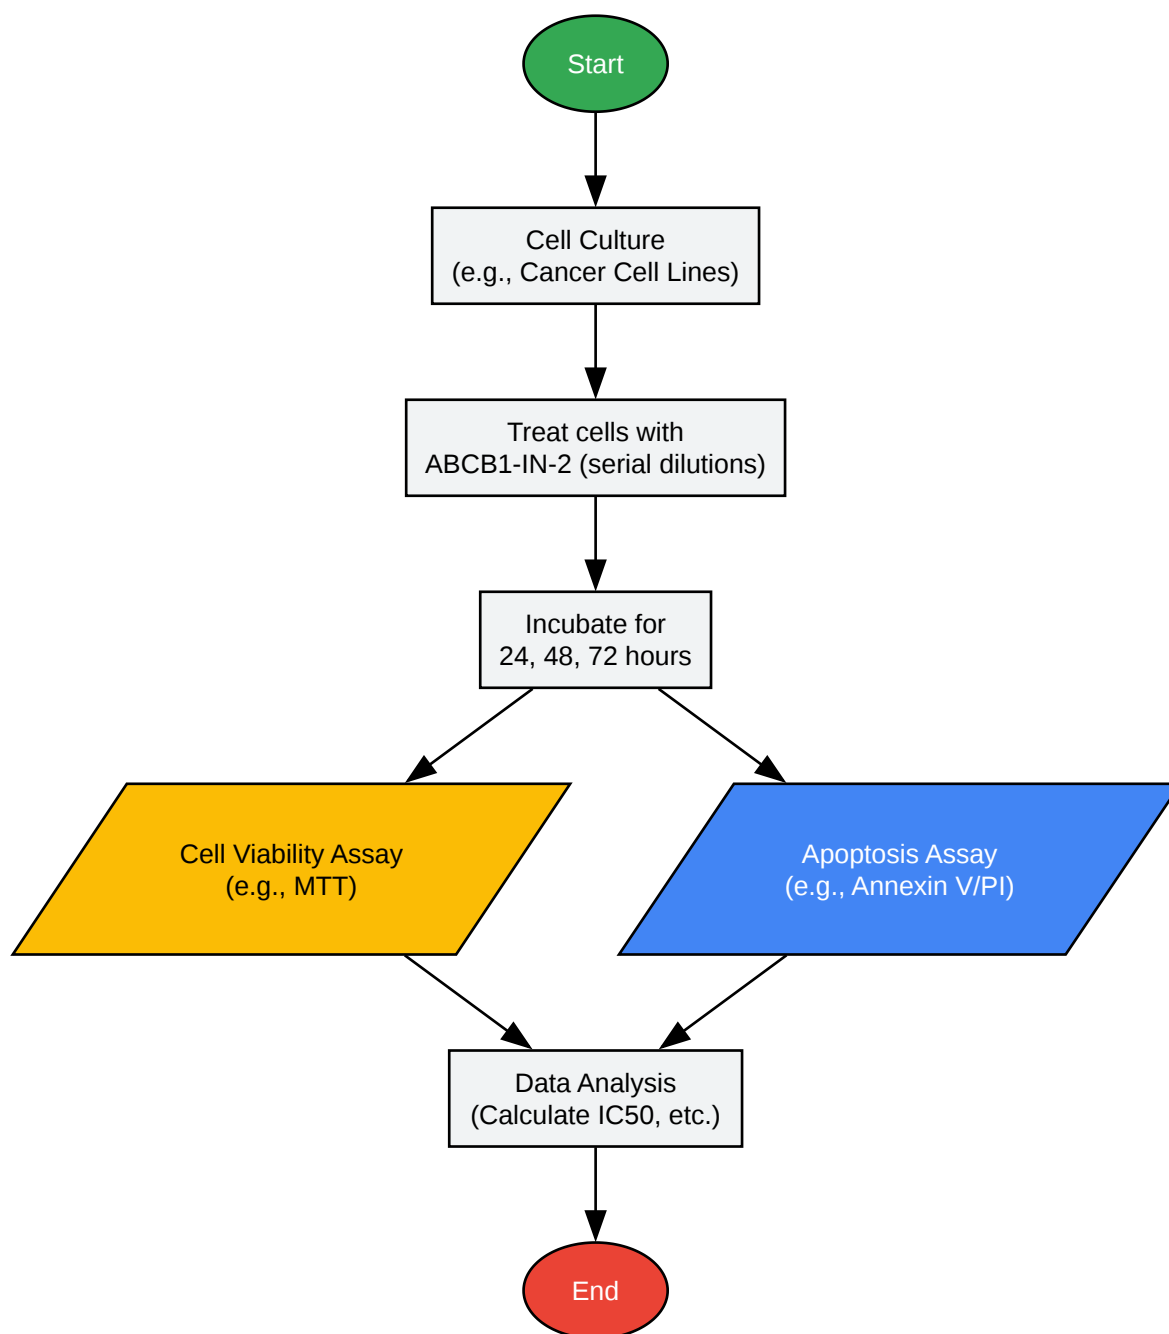 Start
Cell Culture
(e.g., Cancer Cell Lines)
Treat cells with
ABCB1-IN-2 (serial dilutions)
Incubate for
24, 48, 72 hours
Cell Viability Assay
(e.g., MTT)
Apoptosis Assay
(e.g., Annexin V/PI)
Data Analysis
(Calculate IC50, etc.)
End